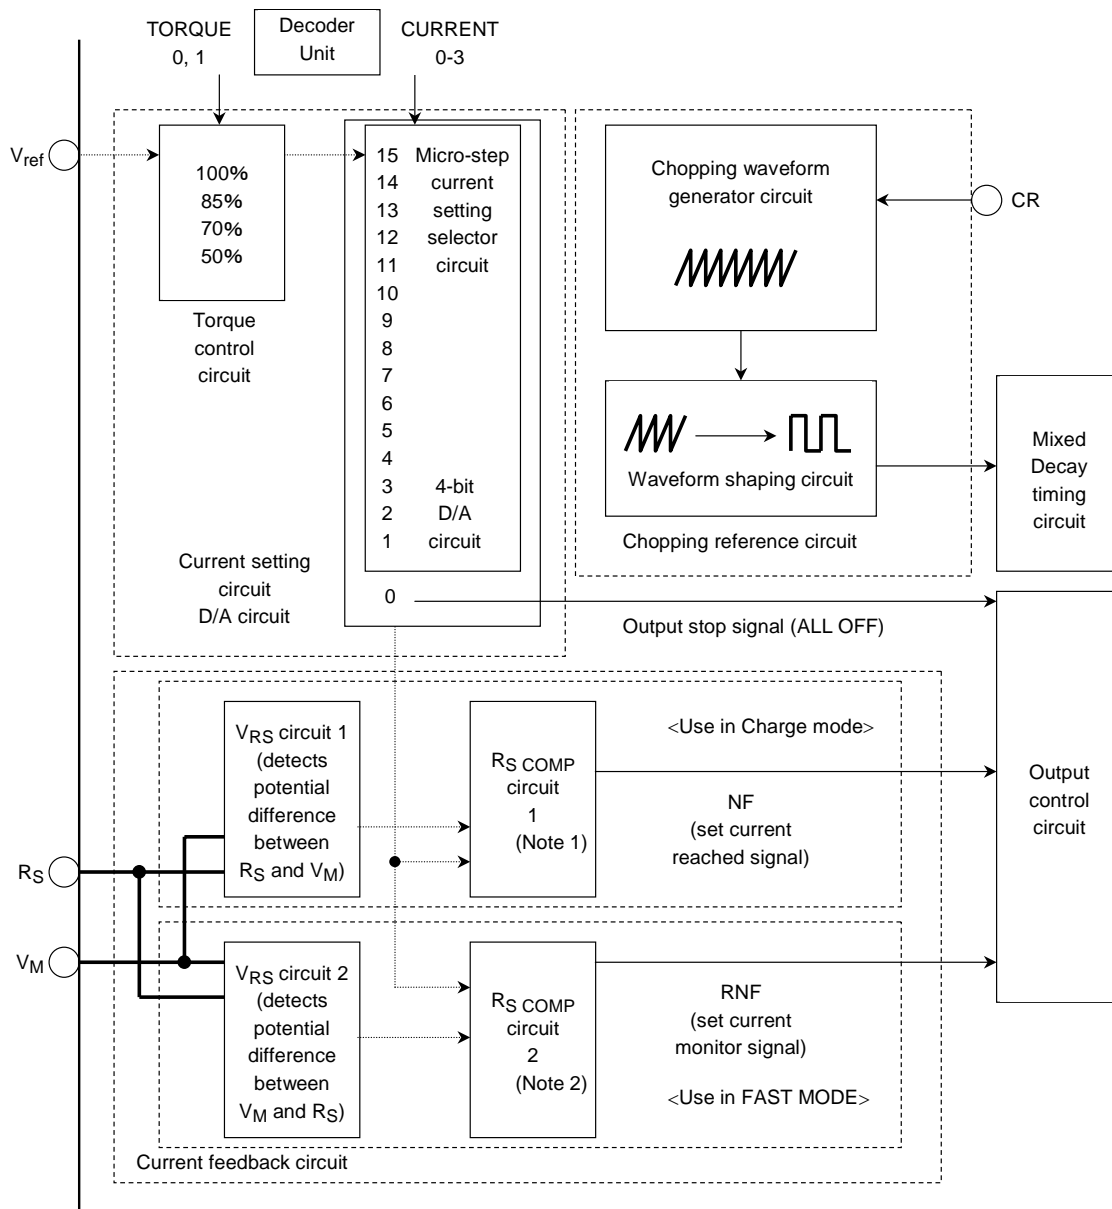 TORQUE
0, 1
Decoder
Unit
CURRENT
0-3
Vref
100%
85%
70%
50%
Torque
control
circuit
15 Micro-step
14 current
13 setting
12 selector
11 circuit
10
9
8
7
6
5
4
3 4-bit
2 D/A
1 circuit
0
Current setting
circuit
D/A circuit
Chopping waveform
generator circuit
CR
Waveform shaping circuit
Chopping reference circuit
Mixed
Decay
timing
circuit
Output stop signal (ALL OFF)
Output
control
circuit
VRS circuit 1
(detects
potential
difference
between
RS and VM)
RS COMP
circuit
1
(Note 1)
<Use in Charge mode>
NF
(set current
reached signal)
RS
VM
VRS circuit 2
(detects
potential
difference
between
VM and RS)
RS COMP
circuit
2
(Note 2)
RNF
(set current
monitor signal)
<Use in FAST MODE>
Current feedback circuit